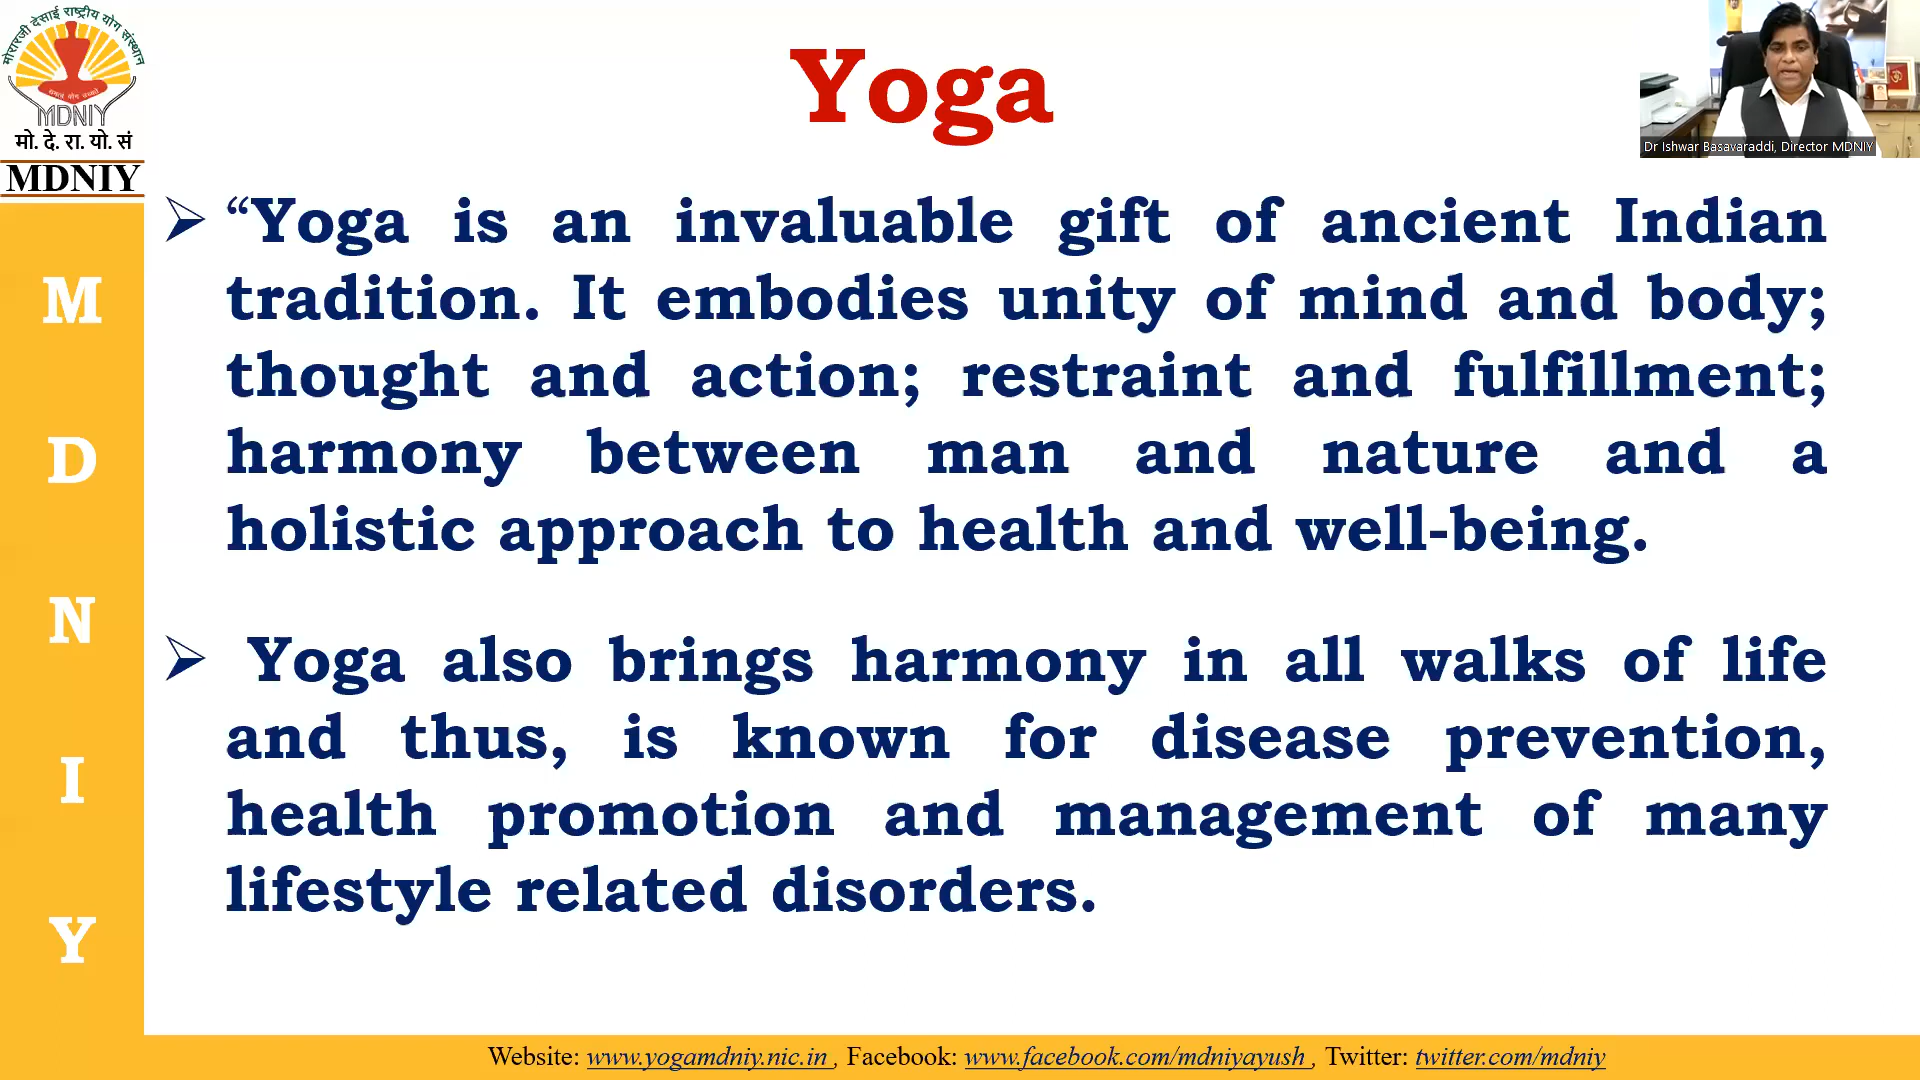 मोरारजी देसाई राष्ट्रीय योग संस्थान
MDNIY
मो. दे. रा. यो. सं
MDNIY
M
D
N
I
Y
Yoga
Dr Ishwar Basavaraddi, Director MDNIY
➢ “Yoga is an invaluable gift of ancient Indian
tradition. It embodies unity of mind and body;
thought and action; restraint and fulfillment;
harmony between man and nature and a
holistic approach to health and well-being.
➢ Yoga also brings harmony in all walks of life
and thus, is known for disease prevention,
health promotion and management of many
lifestyle related disorders.
Website: www.yogamdniy.nic.in , Facebook: www.facebook.com/mdniyayush , Twitter: twitter.com/mdniy